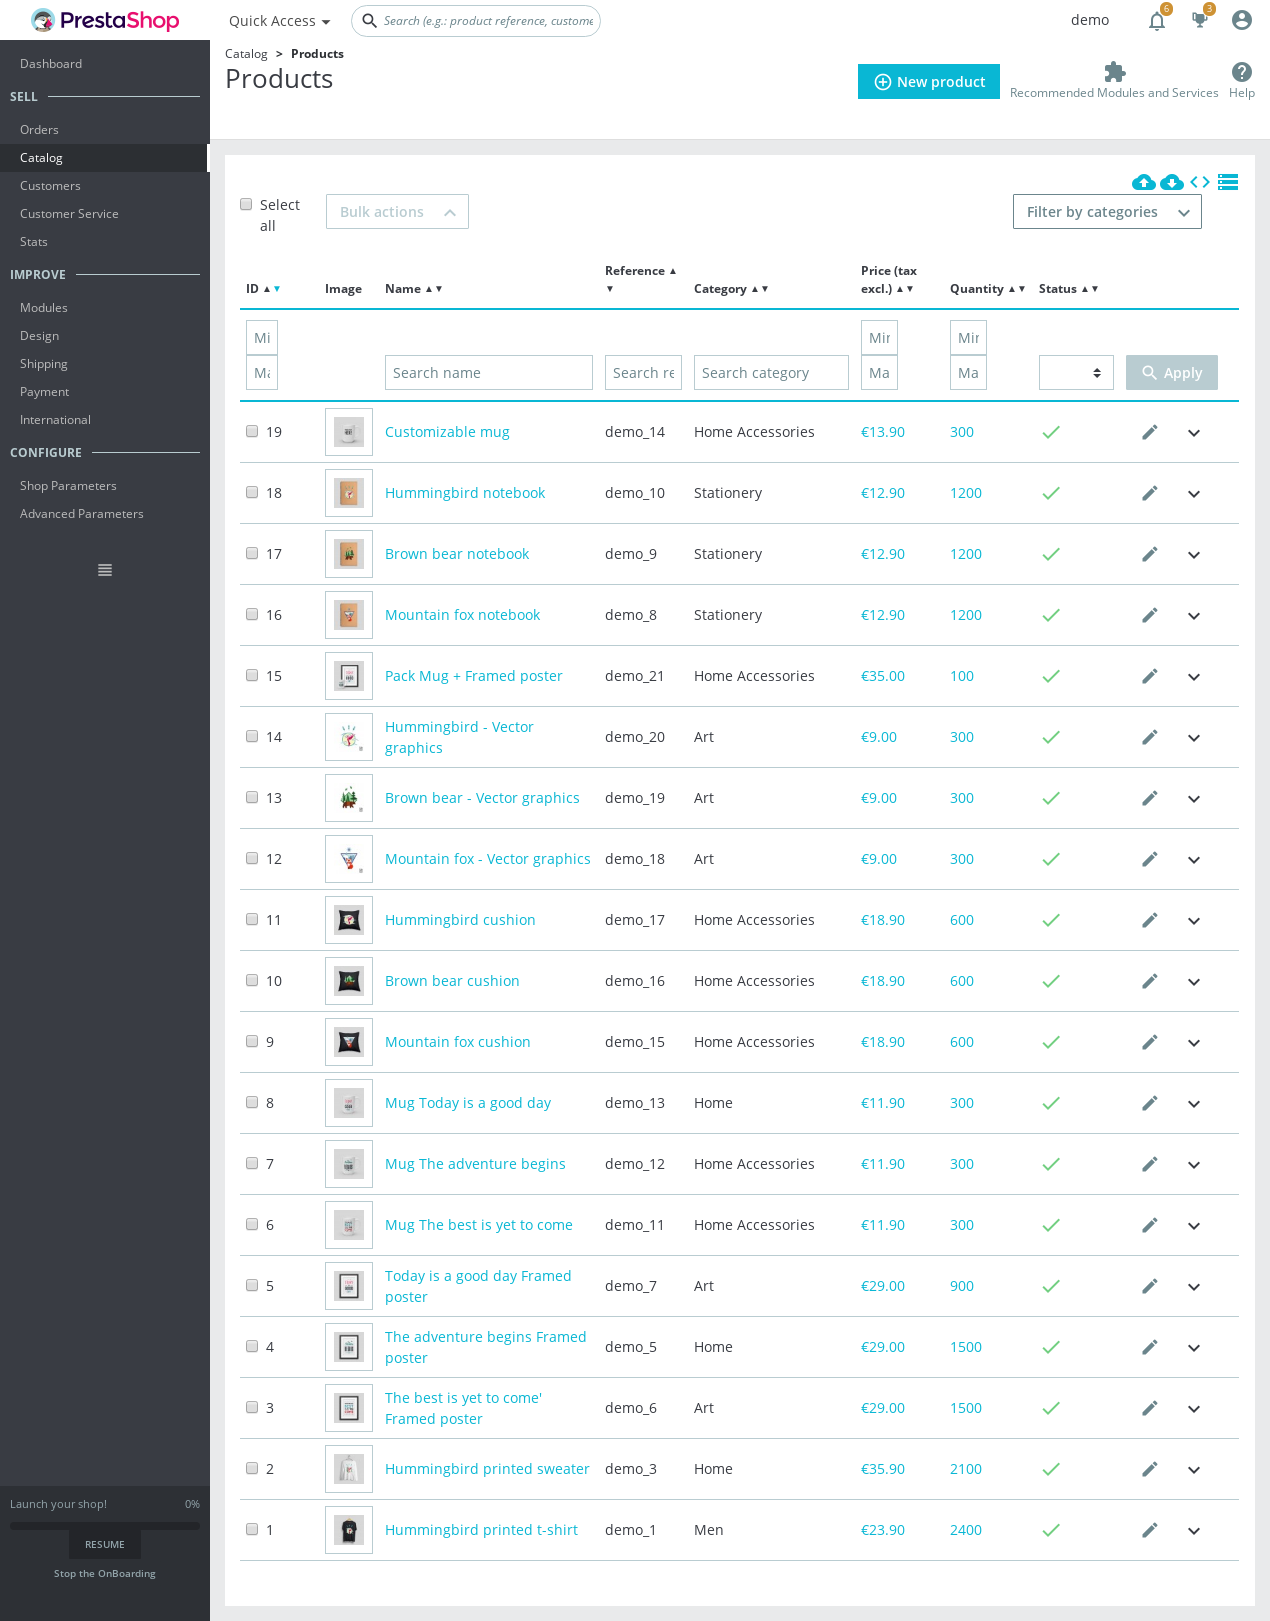 PrestaShop
Quick Access
Search (e.g.: product reference, custome
demo
6
3
Dashboard
SELL
Orders
Catalog
Customers
Customer Service
Stats
IMPROVE
Modules
Design
Shipping
Payment
International
CONFIGURE
Shop Parameters
Advanced Parameters
Launch your shop! 0%
RESUME
Stop the OnBoarding
Catalog > Products
Products
New product
Recommended Modules and Services
Help
Select
all
Bulk actions
Filter by categories
ID Image Name Reference Category Price (tax
excl.) Quantity Status
Mi Mir Mir
Ma Search name Search re Search category Ma Ma Apply
19 Customizable mug demo_14 Home Accessories €13.90 300
18 Hummingbird notebook demo_10 Stationery €12.90 1200
17 Brown bear notebook demo_9 Stationery €12.90 1200
16 Mountain fox notebook demo_8 Stationery €12.90 1200
15 Pack Mug + Framed poster demo_21 Home Accessories €35.00 100
14 Hummingbird - Vector
graphics demo_20 Art €9.00 300
13 Brown bear - Vector graphics demo_19 Art €9.00 300
12 Mountain fox - Vector graphics demo_18 Art €9.00 300
11 Hummingbird cushion demo_17 Home Accessories €18.90 600
10 Brown bear cushion demo_16 Home Accessories €18.90 600
9 Mountain fox cushion demo_15 Home Accessories €18.90 600
8 Mug Today is a good day demo_13 Home €11.90 300
7 Mug The adventure begins demo_12 Home Accessories €11.90 300
6 Mug The best is yet to come demo_11 Home Accessories €11.90 300
5 Today is a good day Framed
poster demo_7 Art €29.00 900
4 The adventure begins Framed
poster demo_5 Home €29.00 1500
3 The best is yet to come'
Framed poster demo_6 Art €29.00 1500
2 Hummingbird printed sweater demo_3 Home €35.90 2100
1 Hummingbird printed t-shirt demo_1 Men €23.90 2400